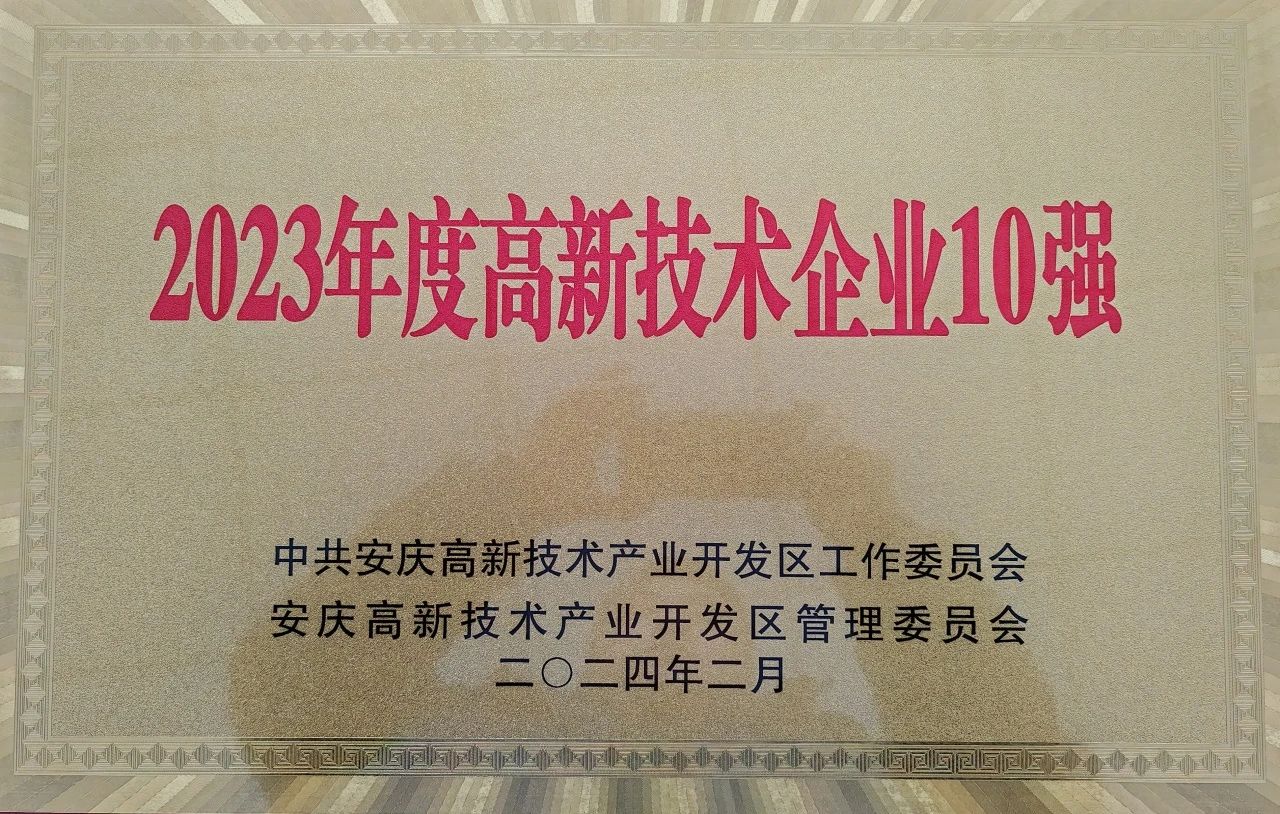 2023年度高新技术企业10强
中共安庆高新技术产业开发区工作委员会
安庆高新技术产业开发区管理委员会
二〇二四年二月